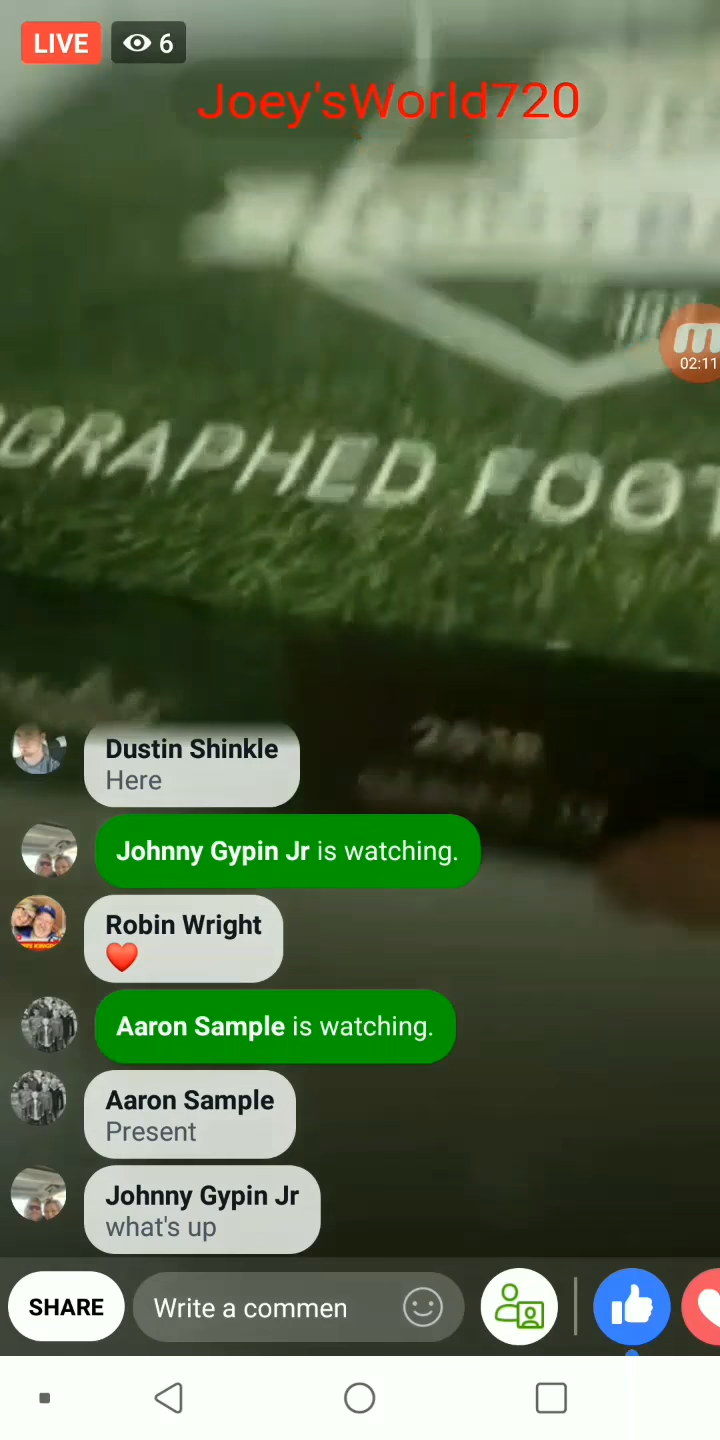 LIVE 6
Joey'sWorld720
02:11
GRAPHED FOOT
Dustin Shinkle
Here
Johnny Gypin Jr is watching.
Robin Wright
❤️
Aaron Sample is watching.
Aaron Sample
Present
Johnny Gypin Jr
what's up
SHARE
Write a commen